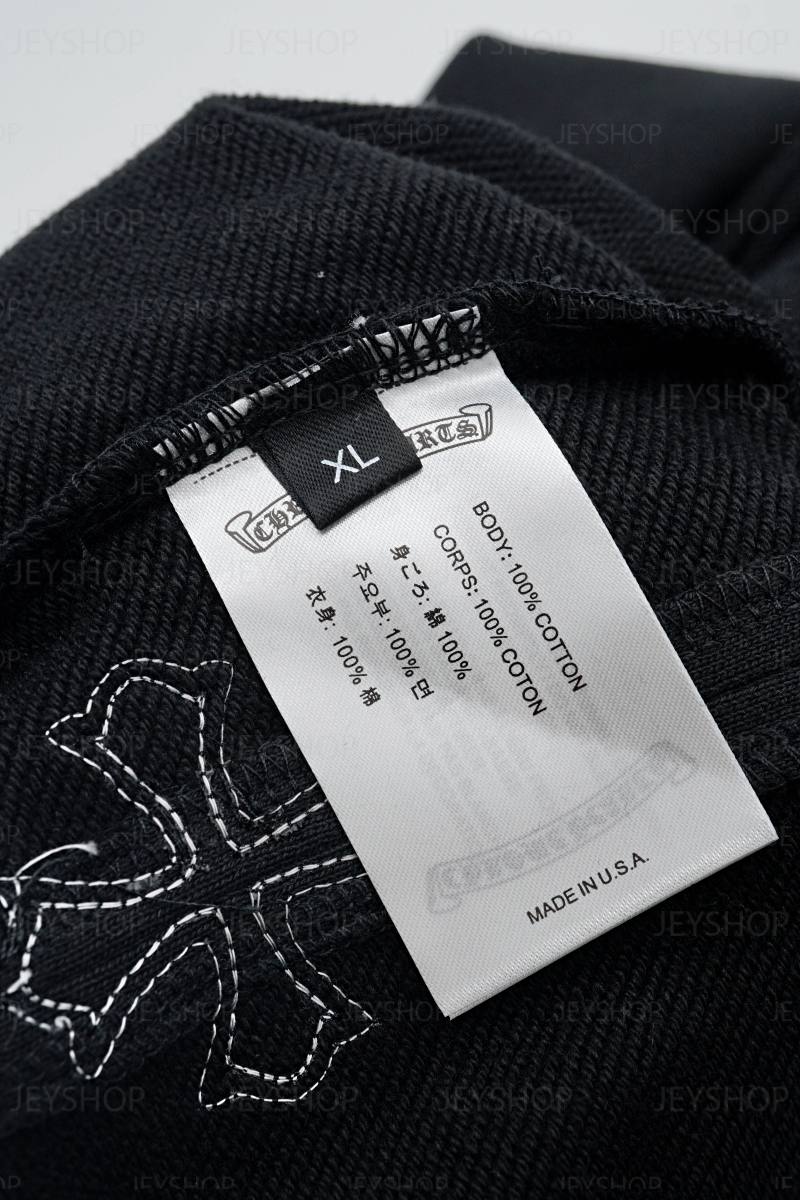 XL
BODY: 100% COTTON
CORPS: 100% COTON
身ごろ: 綿 100%
주요부: 100% 면
衣身: 100% 棉
MADE IN U.S.A.
JEYSHOP